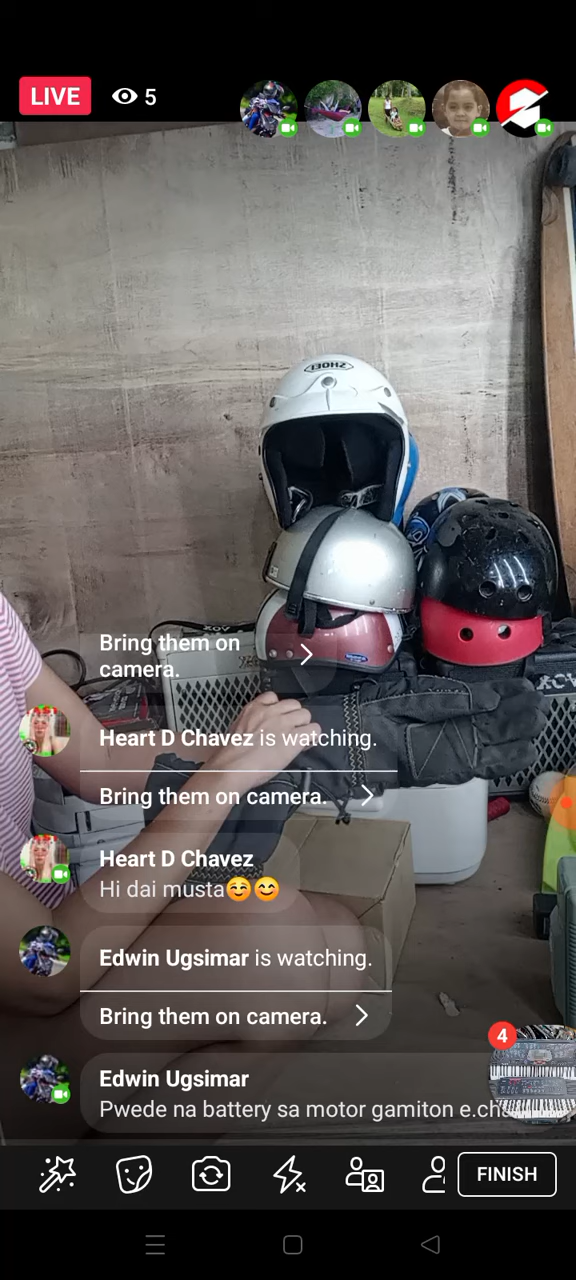 LIVE
5
SHOEI
Bring them on
camera.
Heart D Chavez is watching.
Bring them on camera.
Heart D Chavez
Hi dai musta☺️😊
Edwin Ugsimar is watching.
Bring them on camera.
4
Edwin Ugsimar
Pwede na battery sa motor gamiton e.ch
FINISH